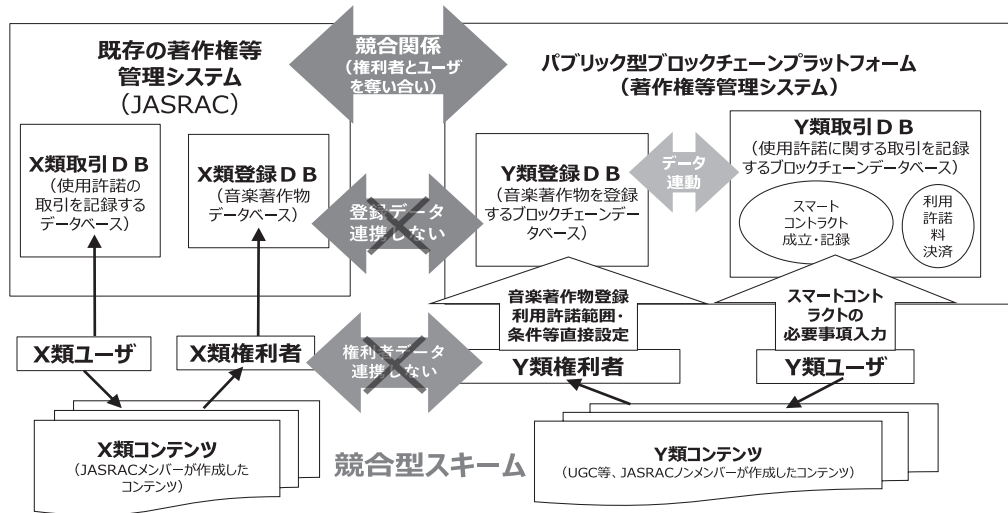 既存の著作権等
管理システム
（JASRAC）
競合関係
（権利者とユーザ
を奪い合い）
パブリック型ブロックチェーンプラットフォーム
（著作権等管理システム）
X類取引ＤＢ
（使用許諾の
取引を記録する
データベース）
X類登録ＤＢ
（音楽著作物
データベース）
登録データ
連携しない
Y類登録ＤＢ
（音楽著作物を登録
するブロックチェーンデー
タベース）
データ
連動
Y類取引ＤＢ
（使用許諾に関する取引を記録
するブロックチェーンデータベース）
スマート
コントラクト
成立・記録
利用
許諾
料
決済
音楽著作物登録
利用許諾範囲・
条件等直接設定
スマートコント
ラクトの
必要事項入力
X類ユーザ
X類権利者
権利者データ
連携しない
Y類権利者
Y類ユーザ
X類コンテンツ
（JASRACメンバーが作成した
コンテンツ）
競合型スキーム
Y類コンテンツ
（UGC等、JASRACノンメンバーが作成したコンテンツ）